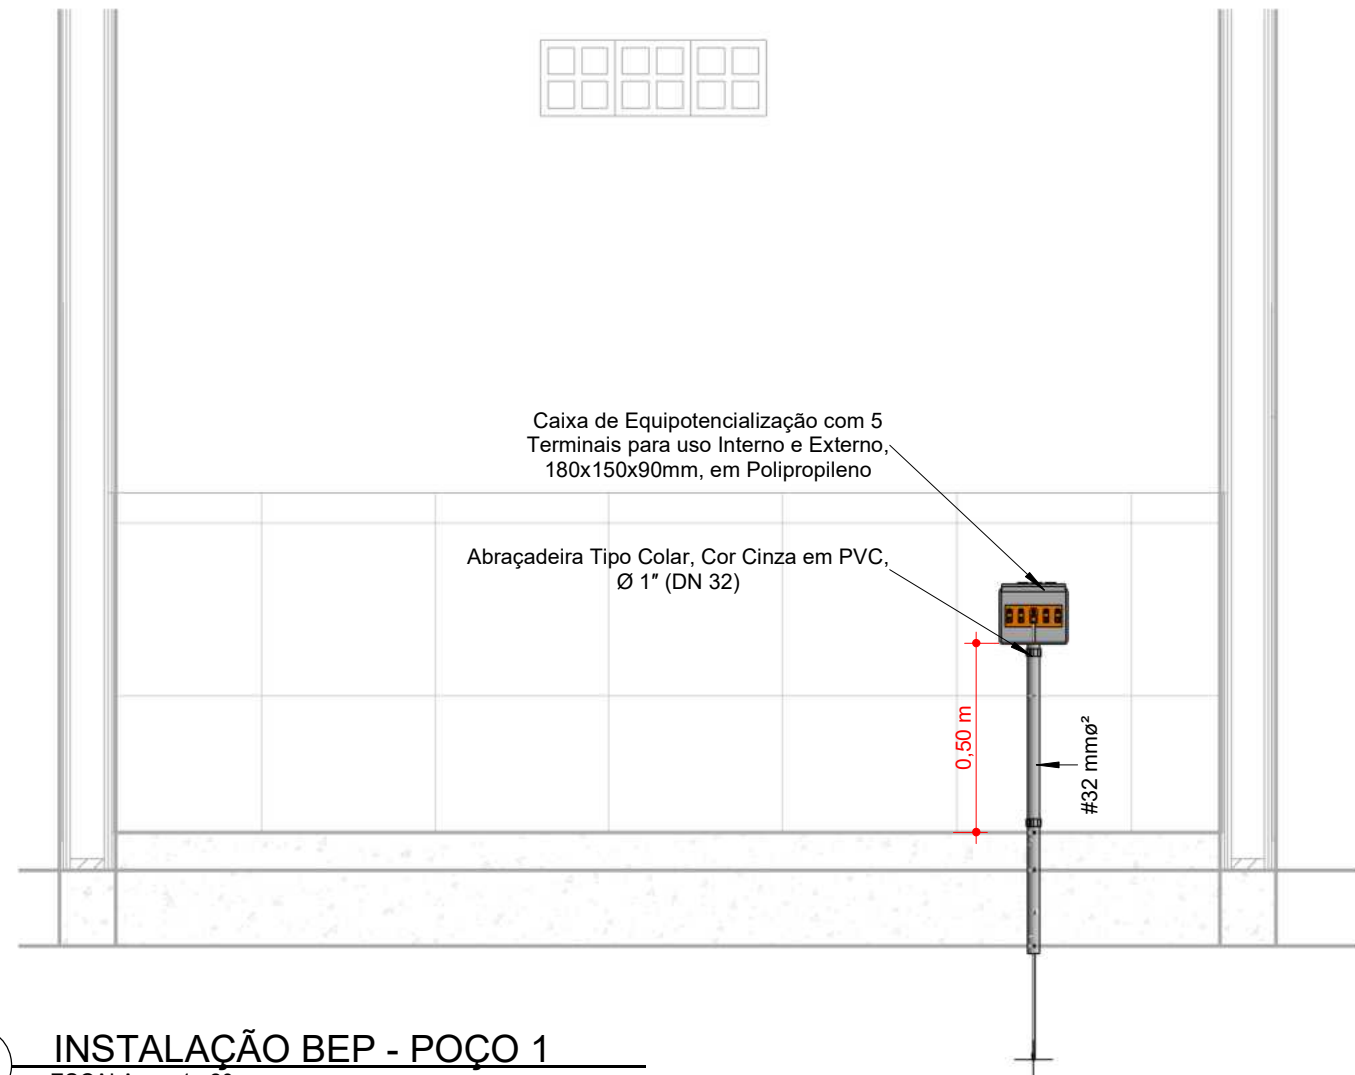 Caixa de Equipotencialização com 5
Terminais para uso Interno e Externo,
180x150x90mm, em Polipropileno
Abraçadeira Tipo Colar, Cor Cinza em PVC,
Ø 1" (DN 32)
0,50 m
#32 mmø²
INSTALAÇÃO BEP - POÇO 1